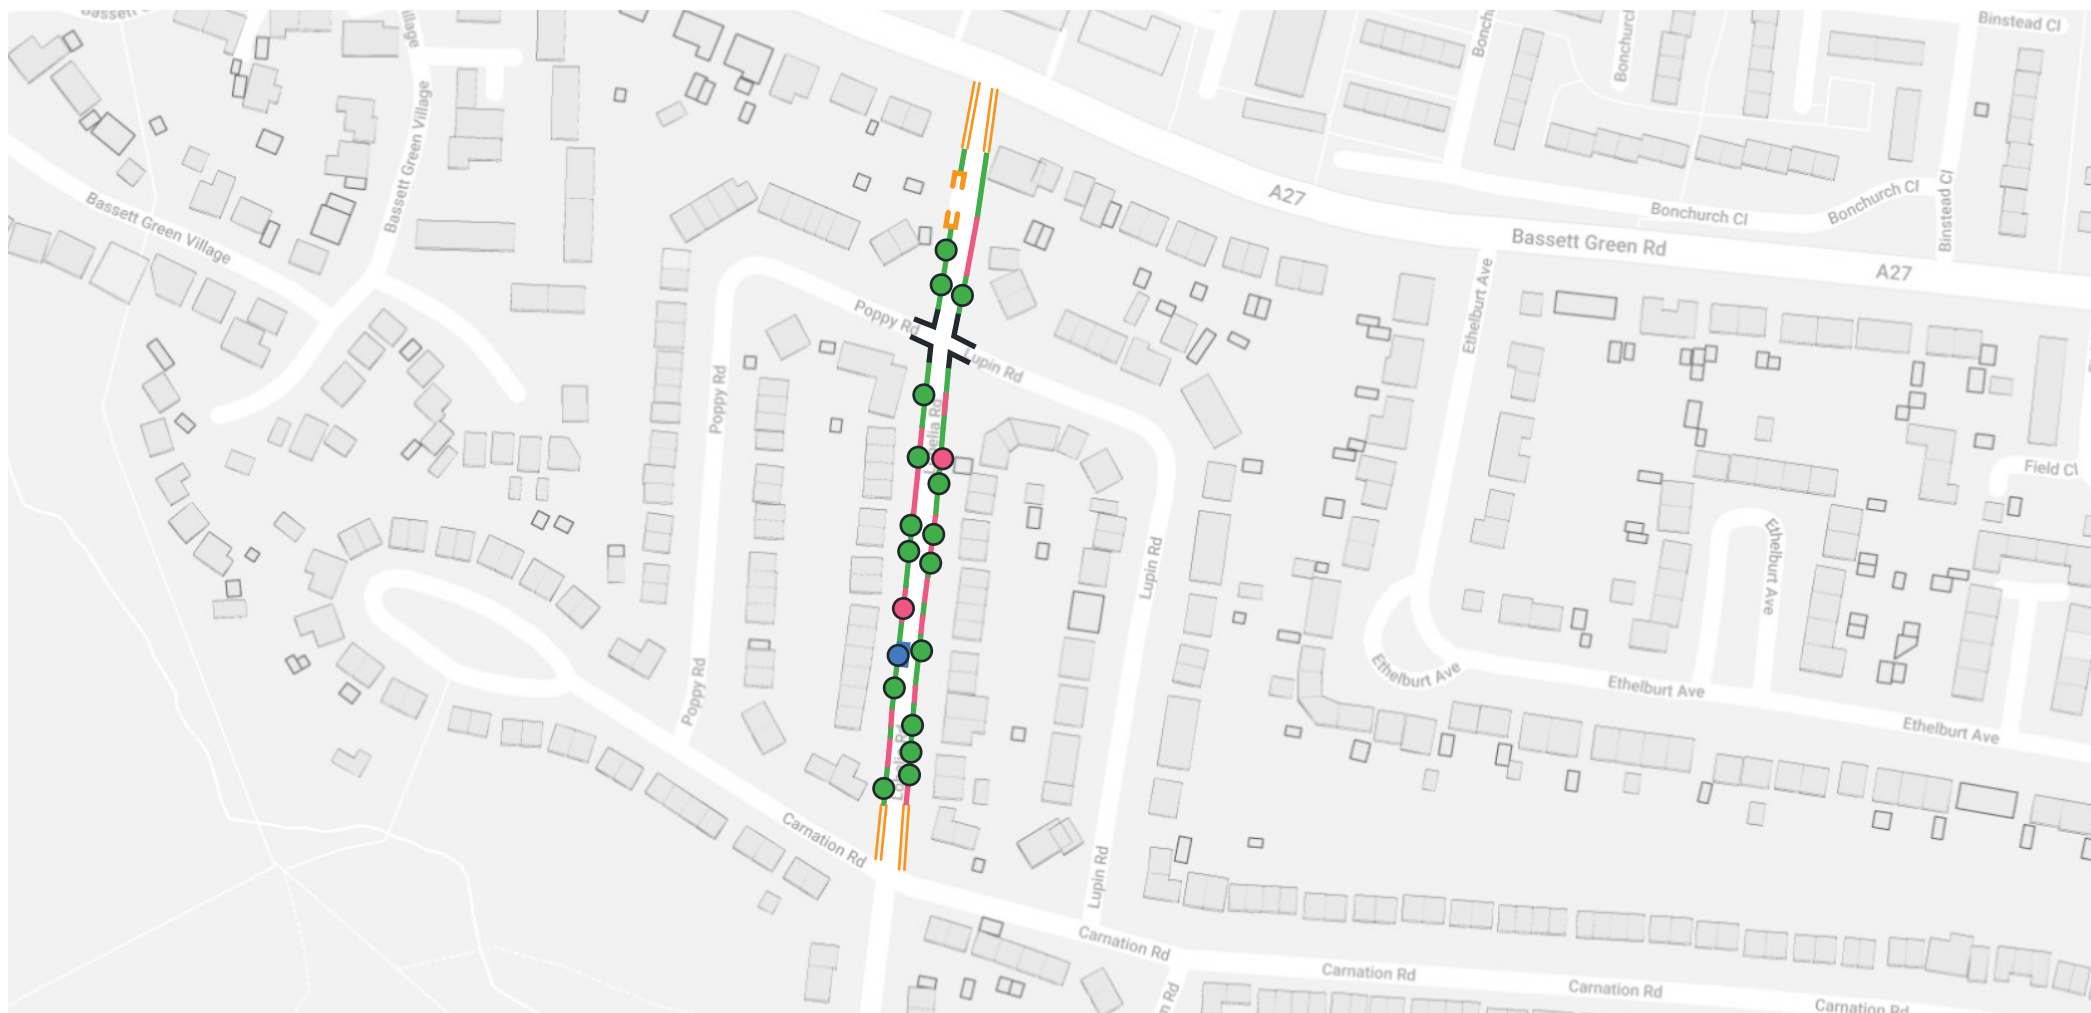 Bassett
Binstead Cl
Bonchurch
Bassett Green Village
Bassett Green Village
A27
Bonchurch Cl
Bonchurch Cl
Binstead Cl
Bassett Green Rd
A27
Ethelburt Ave
Poppy Rd
Lupin Rd
Poppy Rd
Field Cl
Ethelburt Ave
Lupin Rd
Ethelburt Ave
Ethelburt Ave
Poppy Rd
Ethelburt Ave
Carnation Rd
Lupin Rd
Carnation Rd
Carnation Rd
Carnation Rd
Carnation Rd